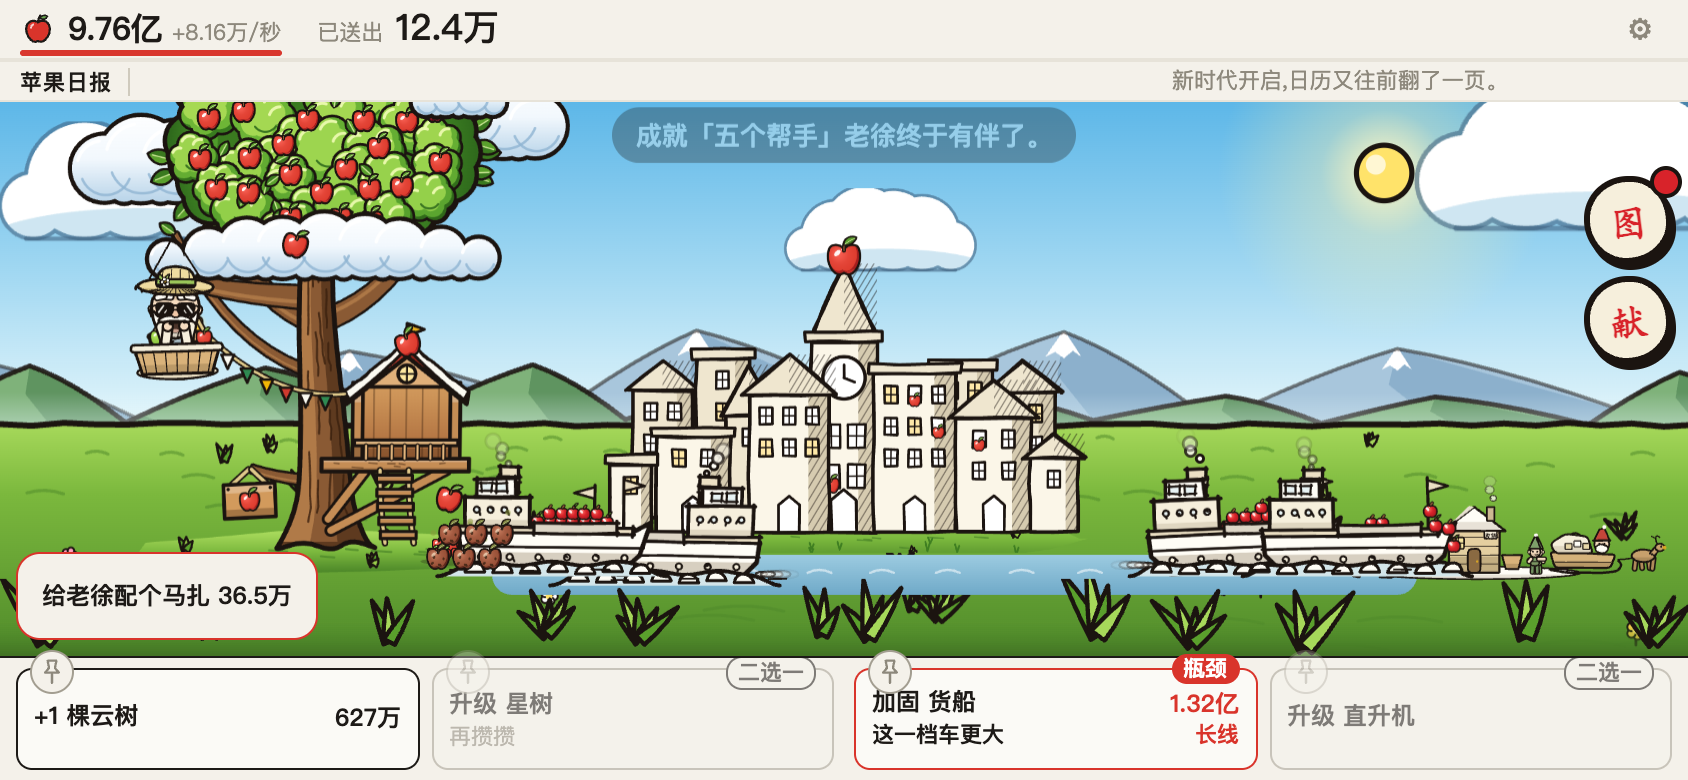 9.76亿 +8.16万/秒 已送出 12.4万
苹果日报 新时代开启,日历又往前翻了一页。
成就「五个帮手」老徐终于有伴了。
图
献
给老徐配个马扎 36.5万
+1 棵云树 627万
二选一
升级 星树
再攒攒
瓶颈
加固 货船 1.32亿
这一档车更大 长线
二选一
升级 直升机